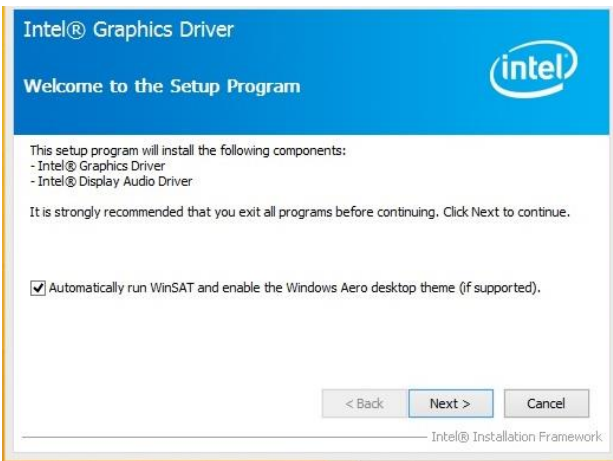 Intel® Graphics Driver
intel
Welcome to the Setup Program
This setup program will install the following components:
- Intel® Graphics Driver
- Intel® Display Audio Driver
It is strongly recommended that you exit all programs before continuing. Click Next to continue.
Automatically run WinSAT and enable the Windows Aero desktop theme (if supported).
< Back Next > Cancel
Intel® Installation Framework